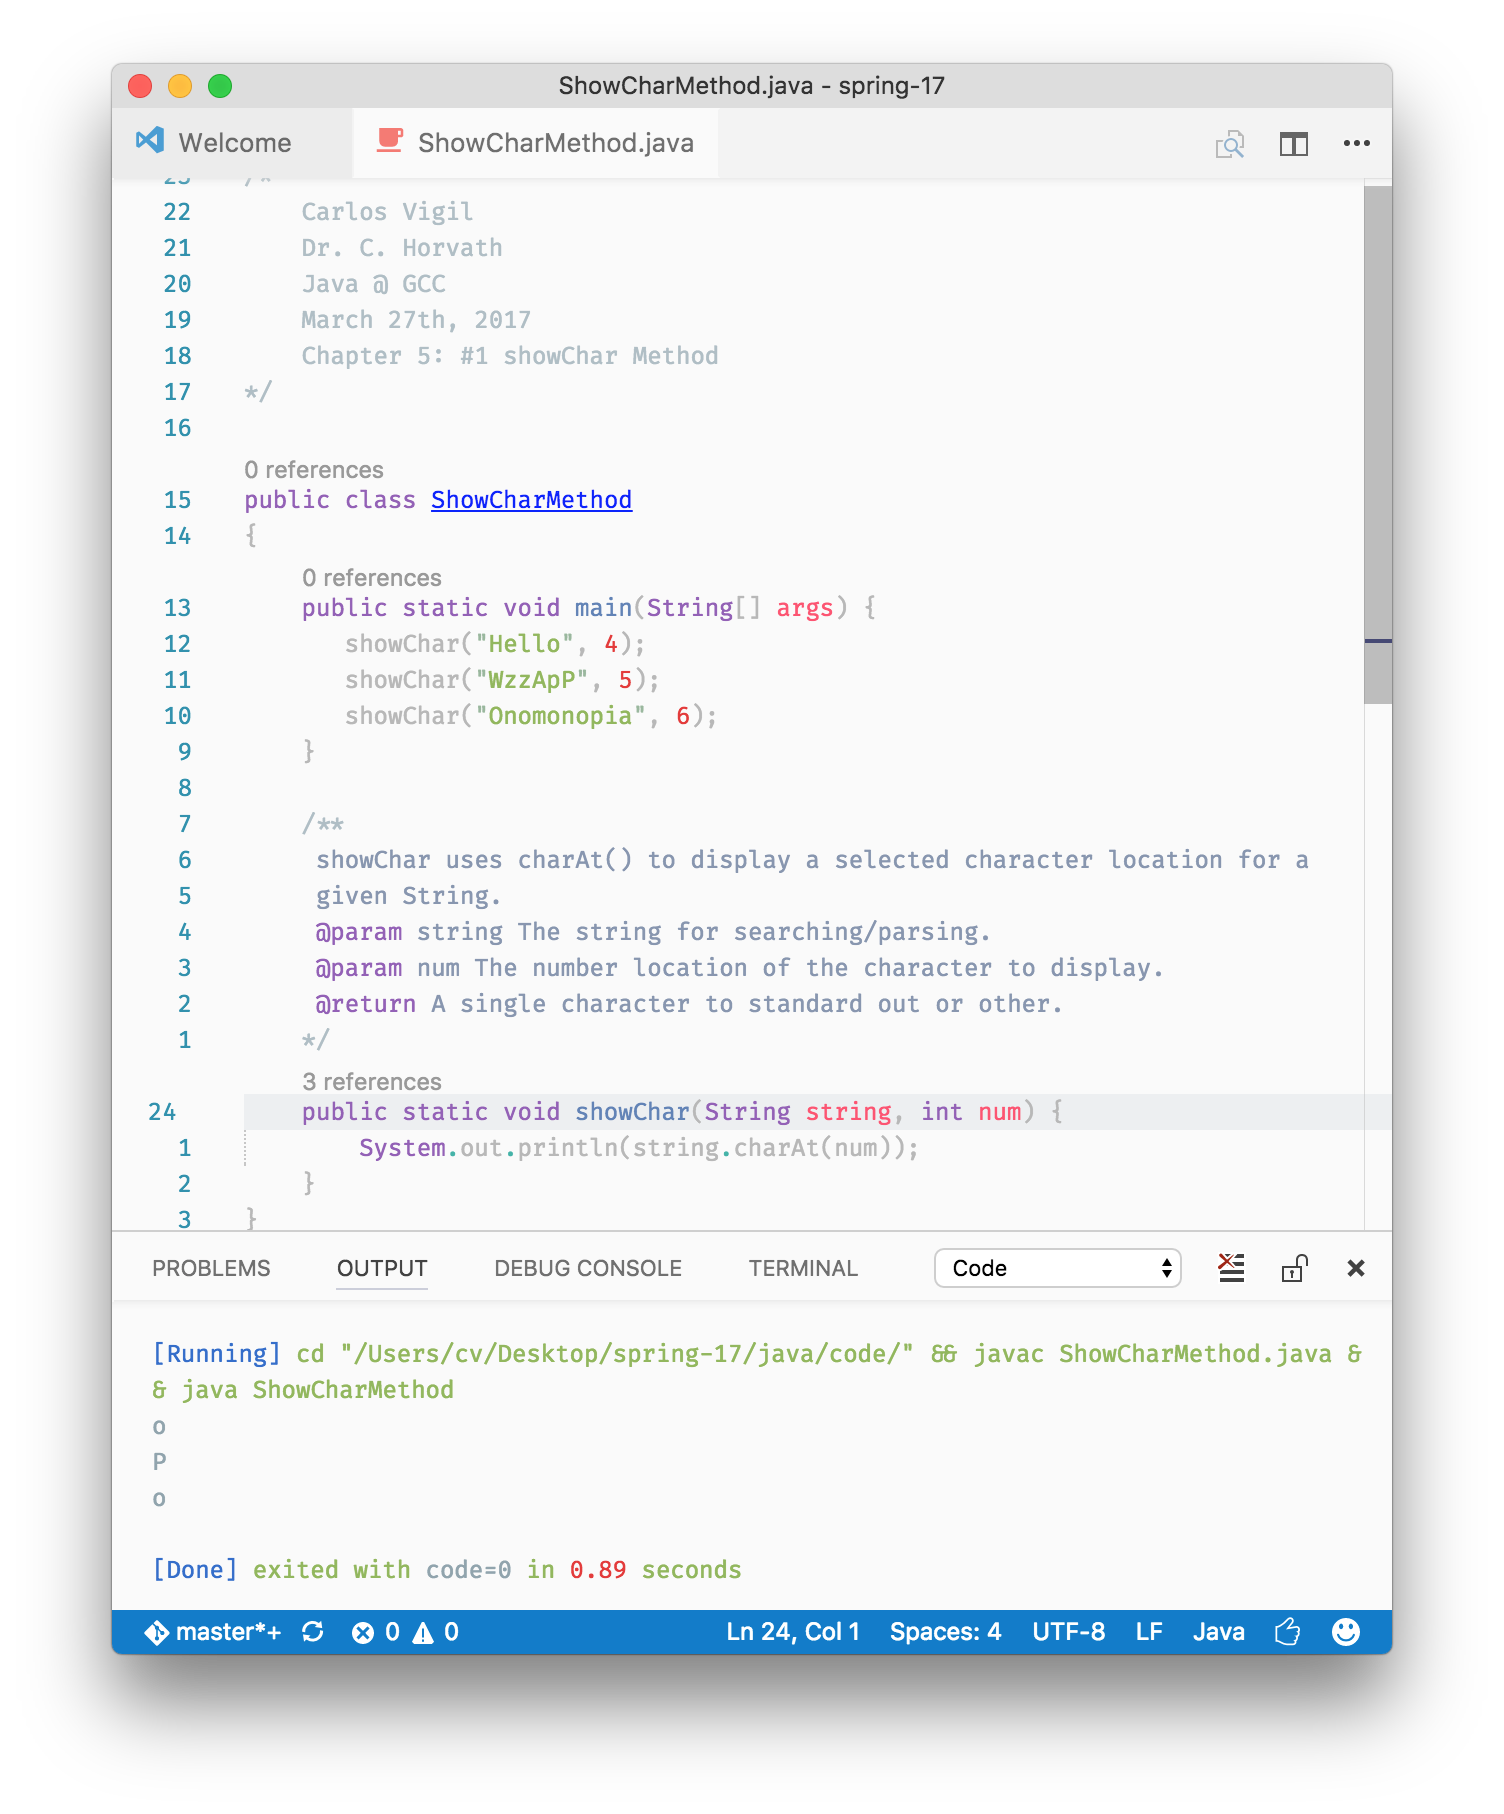 ShowCharMethod.java - spring-17
Welcome
ShowCharMethod.java
23 /*
22 Carlos Vigil
21 Dr. C. Horvath
20 Java @ GCC
19 March 27th, 2017
18 Chapter 5: #1 showChar Method
17 */
16
0 references
15 public class ShowCharMethod
14 {
0 references
13 public static void main(String[] args) {
12 showChar("Hello", 4);
11 showChar("WzzApP", 5);
10 showChar("Onomonopia", 6);
9 }
8
7 /**
6 showChar uses charAt() to display a selected character location for a
5 given String.
4 @param string The string for searching/parsing.
3 @param num The number location of the character to display.
2 @return A single character to standard out or other.
1 */
3 references
24 public static void showChar(String string, int num) {
1 System.out.println(string.charAt(num));
2 }
3 }
PROBLEMS OUTPUT DEBUG CONSOLE TERMINAL Code
[Running] cd "/Users/cv/Desktop/spring-17/java/code/" && javac ShowCharMethod.java &
& java ShowCharMethod
o
P
o
[Done] exited with code=0 in 0.89 seconds
master*+ 0 0 Ln 24, Col 1 Spaces: 4 UTF-8 LF Java